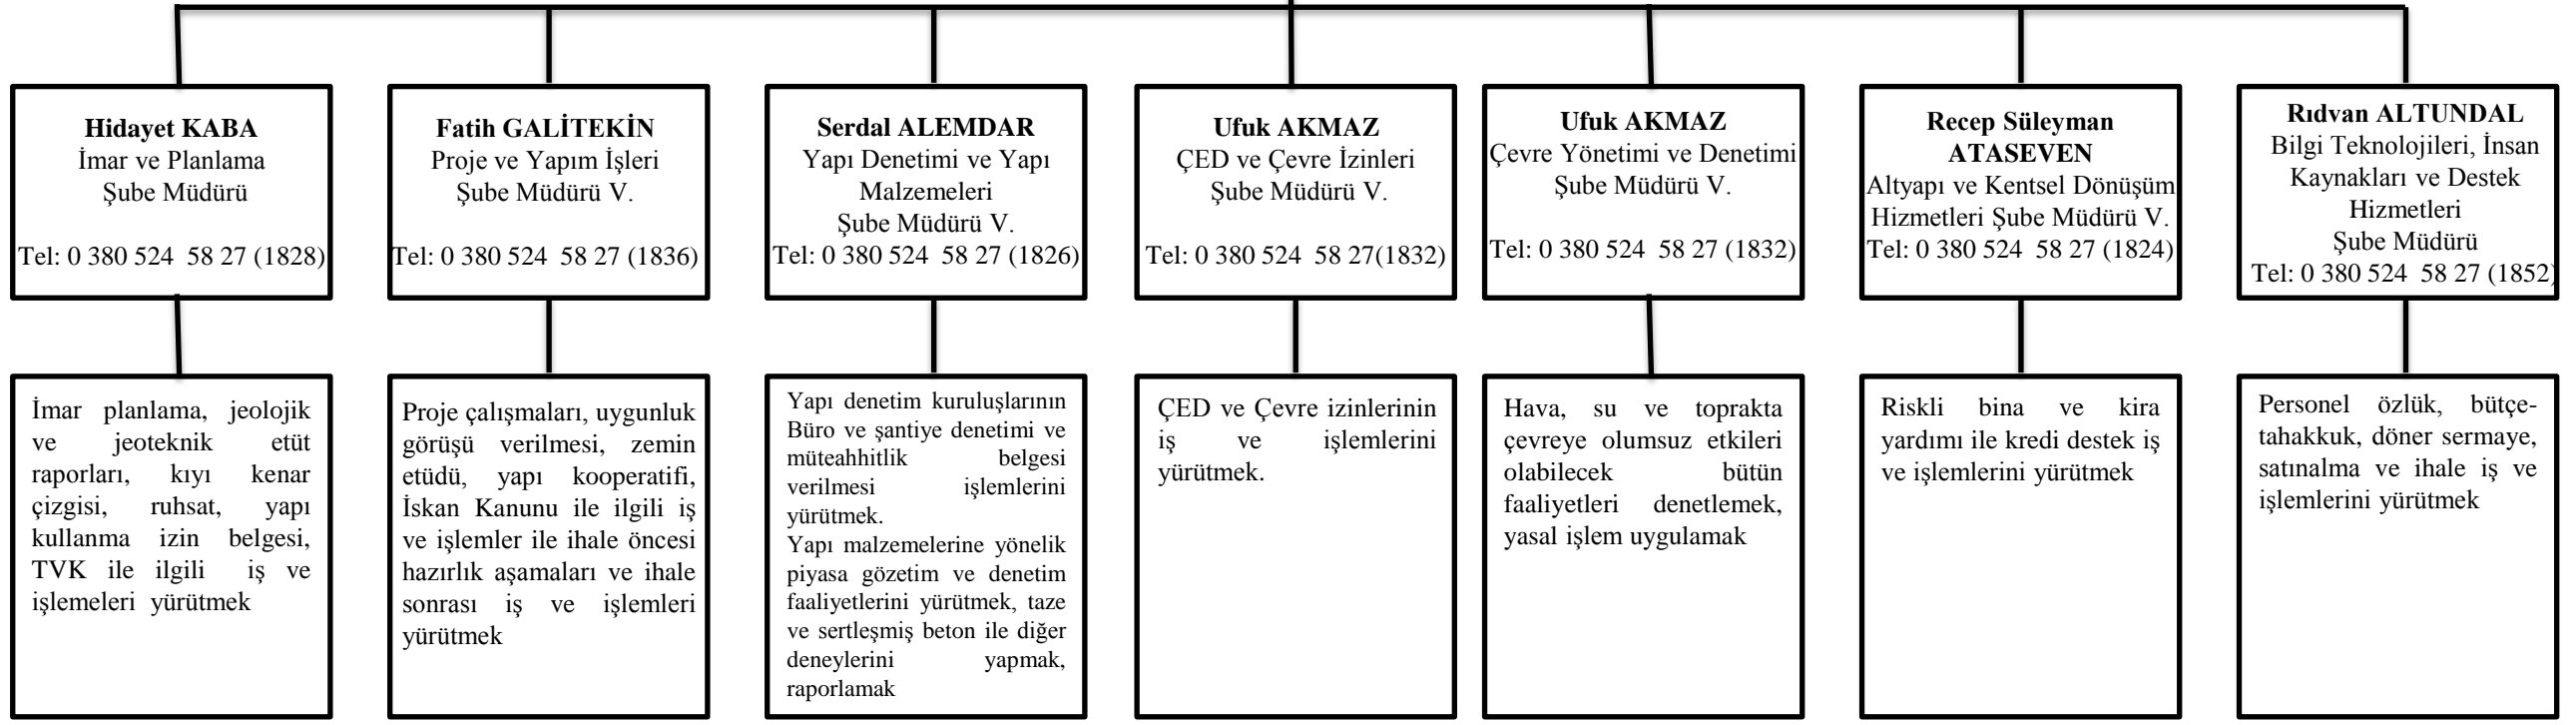 Hidayet KABA
İmar ve Planlama
Şube Müdürü
Tel: 0 380 524 58 27 (1828)
Fatih GALİTEKİN
Proje ve Yapım İşleri
Şube Müdürü V.
Tel: 0 380 524 58 27 (1836)
Serdal ALEMDAR
Yapı Denetimi ve Yapı
Malzemeleri
Şube Müdürü V.
Tel: 0 380 524 58 27 (1826)
Ufuk AKMAZ
ÇED ve Çevre İzinleri
Şube Müdürü V.
Tel: 0 380 524 58 27(1832)
Ufuk AKMAZ
Çevre Yönetimi ve Denetimi
Şube Müdürü V.
Tel: 0 380 524 58 27 (1832)
Recep Süleyman
ATASEVEN
Altyapı ve Kentsel Dönüşüm
Hizmetleri Şube Müdürü V.
Tel: 0 380 524 58 27 (1824)
Rıdvan ALTUNDAL
Bilgi Teknolojileri, İnsan
Kaynakları ve Destek
Hizmetleri
Şube Müdürü
Tel: 0 380 524 58 27 (1852)
İmar planlama, jeolojik
ve jeoteknik etüt
raporları, kıyı kenar
çizgisi, ruhsat, yapı
kullanma izin belgesi,
TVK ile ilgili iş ve
işlemeleri yürütmek
Proje çalışmaları, uygunluk
görüşü verilmesi, zemin
etüdü, yapı kooperatifi,
İskan Kanunu ile ilgili iş
ve işlemler ile ihale öncesi
hazırlık aşamaları ve ihale
sonrası iş ve işlemleri
yürütmek
Yapı denetim kuruluşlarının
Büro ve şantiye denetimi ve
müteahhitlik belgesi
verilmesi işlemlerini
yürütmek.
Yapı malzemelerine yönelik
piyasa gözetim ve denetim
faaliyetlerini yürütmek, taze
ve sertleşmiş beton ile diğer
deneylerini yapmak,
raporlamak
ÇED ve Çevre izinlerinin
iş ve işlemlerini
yürütmek.
Hava, su ve toprakta
çevreye olumsuz etkileri
olabilecek bütün
faaliyetleri denetlemek,
yasal işlem uygulamak
Riskli bina ve kira
yardımı ile kredi destek iş
ve işlemlerini yürütmek
Personel özlük, bütçe-
tahakkuk, döner sermaye,
satınalma ve ihale iş ve
işlemlerini yürütmek